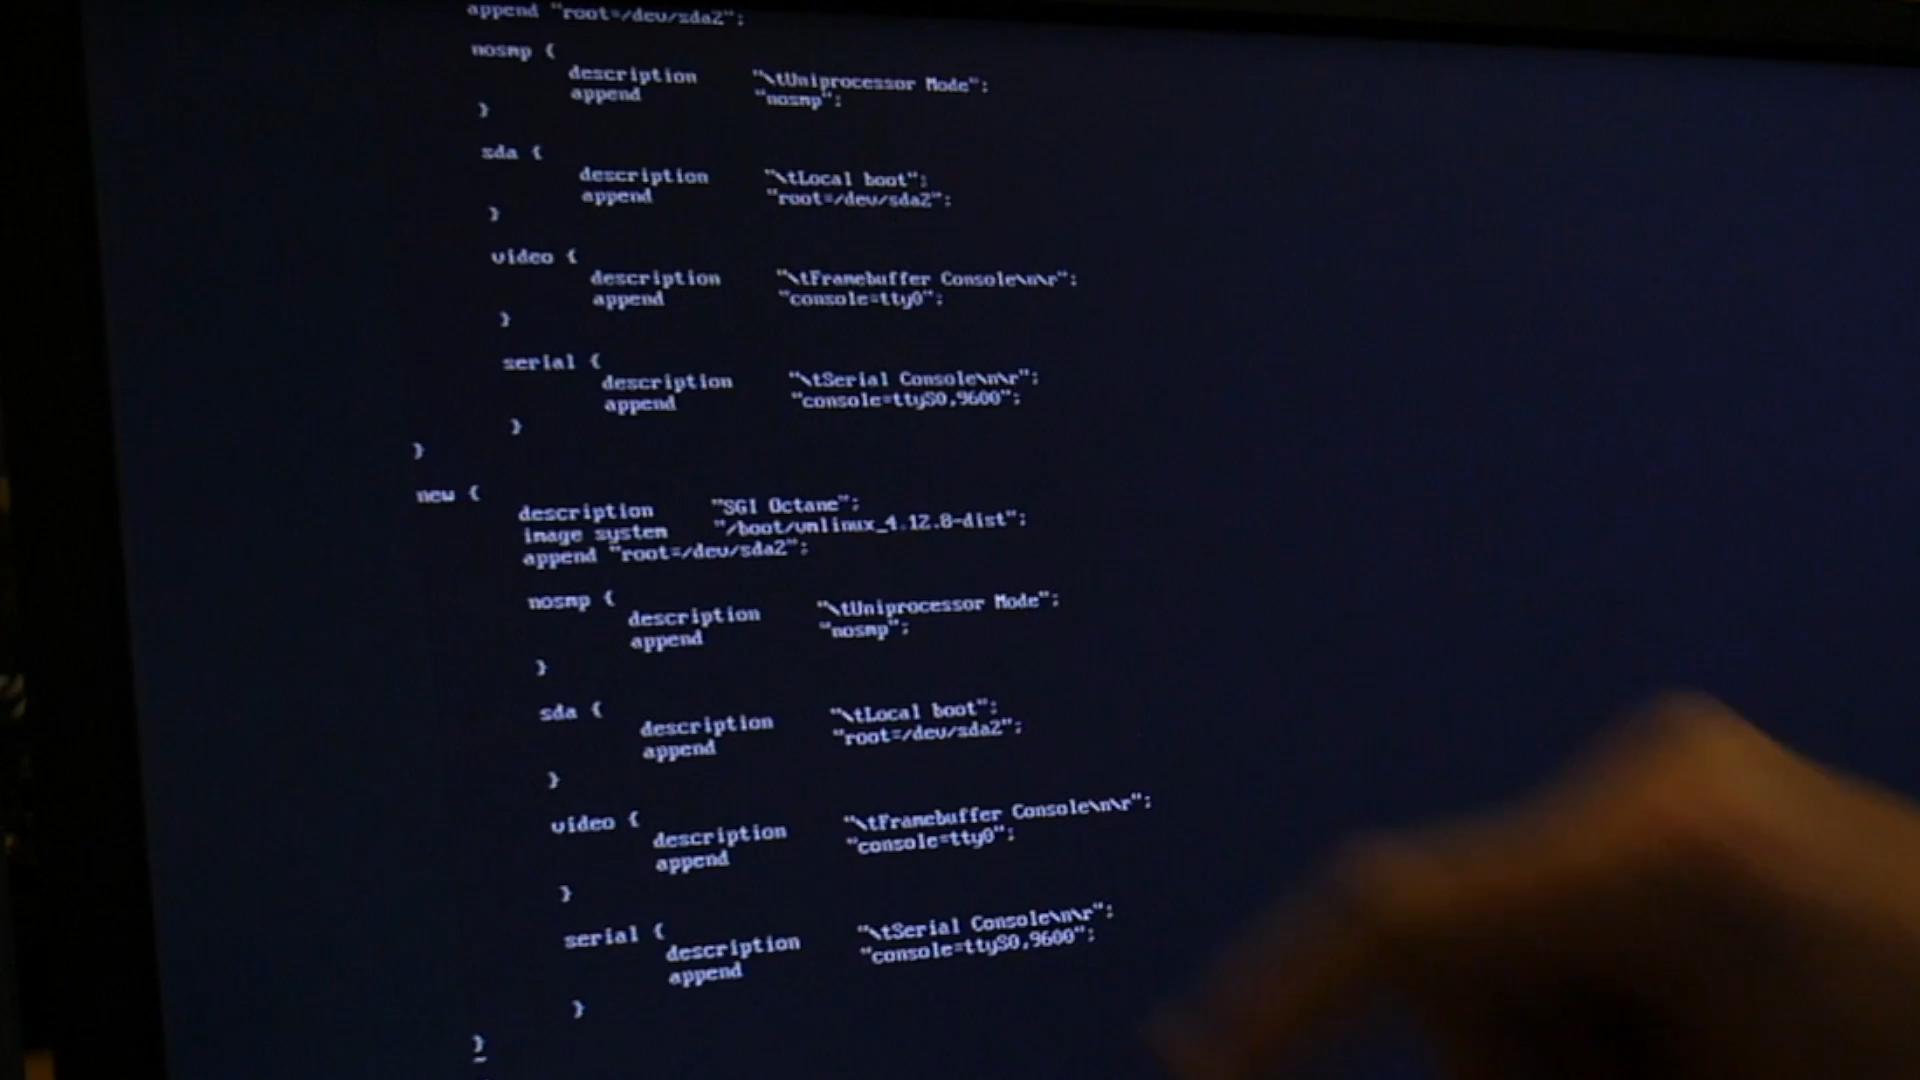 append "root=/dev/sda2";
nosmp {
description "\tUniprocessor Mode";
append "nosmp";
}
sda {
description "\tLocal boot";
append "root=/dev/sda2";
}
video {
description "\tFramebuffer Console\n\r";
append "console=tty0";
}
serial {
description "\tSerial Console\n\r";
append "console=ttyS0,9600";
}
}
new {
description "SGI Octane";
image system "/boot/vmlinux_4.12.8-dist";
append "root=/dev/sda2";
nosmp {
description "\tUniprocessor Mode";
append "nosmp";
}
sda {
description "\tLocal boot";
append "root=/dev/sda2";
}
video {
description "\tFramebuffer Console\n\r";
append "console=tty0";
}
serial {
description "\tSerial Console\n\r";
append "console=ttyS0,9600";
}
}